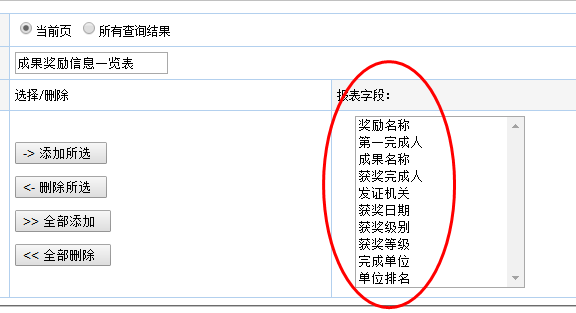 当前页 所有查询结果
成果奖励信息一览表
选择/删除 报表字段：
-> 添加所选
<- 删除所选
>> 全部添加
<< 全部删除
奖励名称
第一完成人
成果名称
获奖完成人
发证机关
获奖日期
获奖级别
获奖等级
完成单位
单位排名